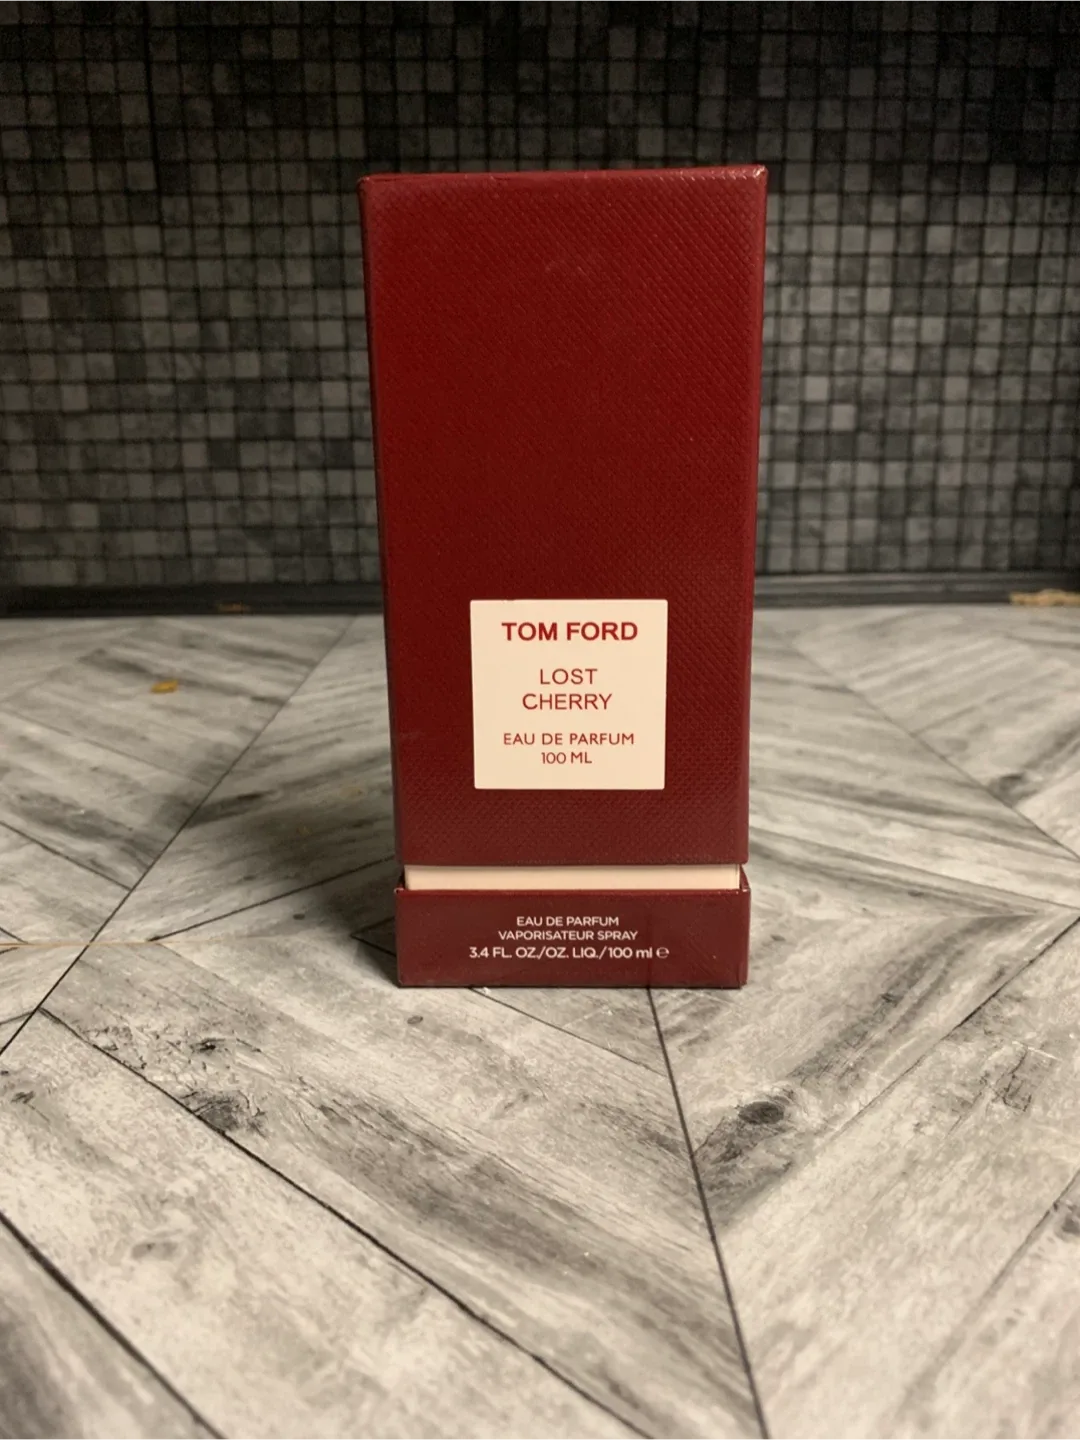 TOM FORD
LOST
CHERRY
EAU DE PARFUM
100 ML
EAU DE PARFUM
VAPORISATEUR SPRAY
3.4 FL. OZ./OZ. LIQ./100 ml ℮